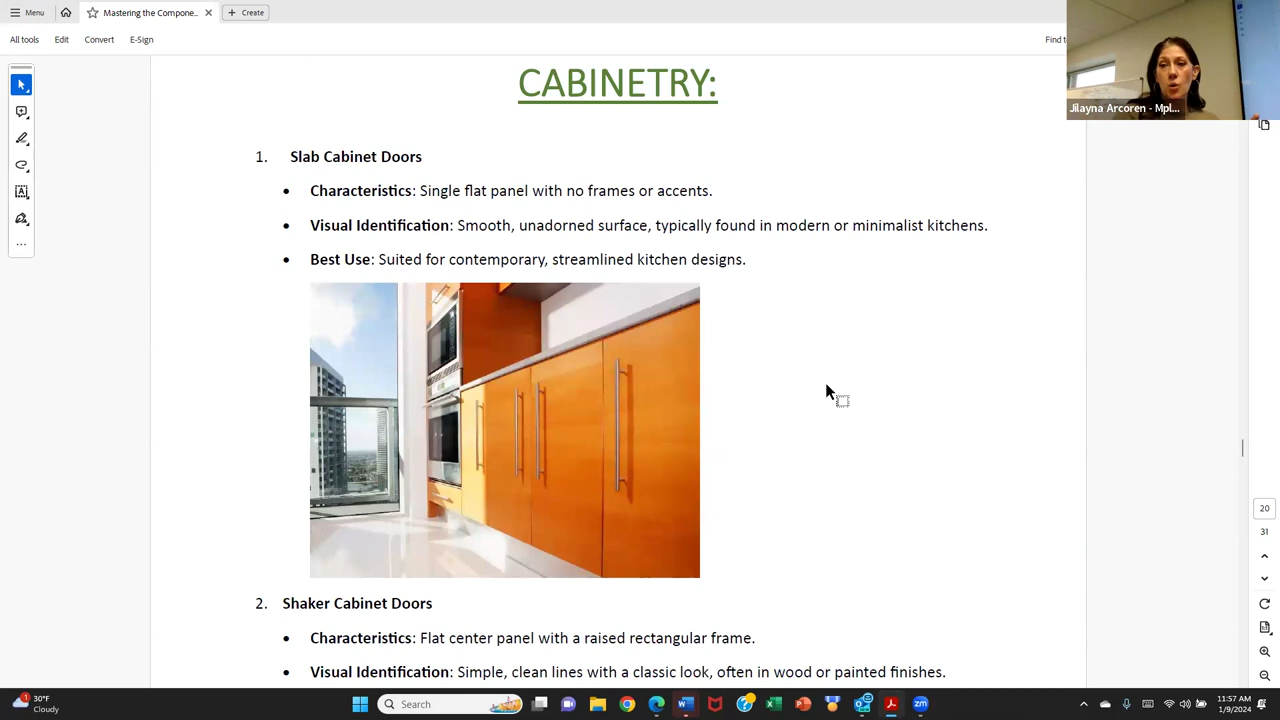 Menu
Mastering the Compone...
Create
All tools
Edit
Convert
E-Sign
Find te
Jilayna Arcoren - Mpl...
CABINETRY:
1. Slab Cabinet Doors
• Characteristics: Single flat panel with no frames or accents.
• Visual Identification: Smooth, unadorned surface, typically found in modern or minimalist kitchens.
• Best Use: Suited for contemporary, streamlined kitchen designs.
2. Shaker Cabinet Doors
• Characteristics: Flat center panel with a raised rectangular frame.
• Visual Identification: Simple, clean lines with a classic look, often in wood or painted finishes.
20
31
1
30°F
Cloudy
Search
zm
11:57 AM
1/9/2024